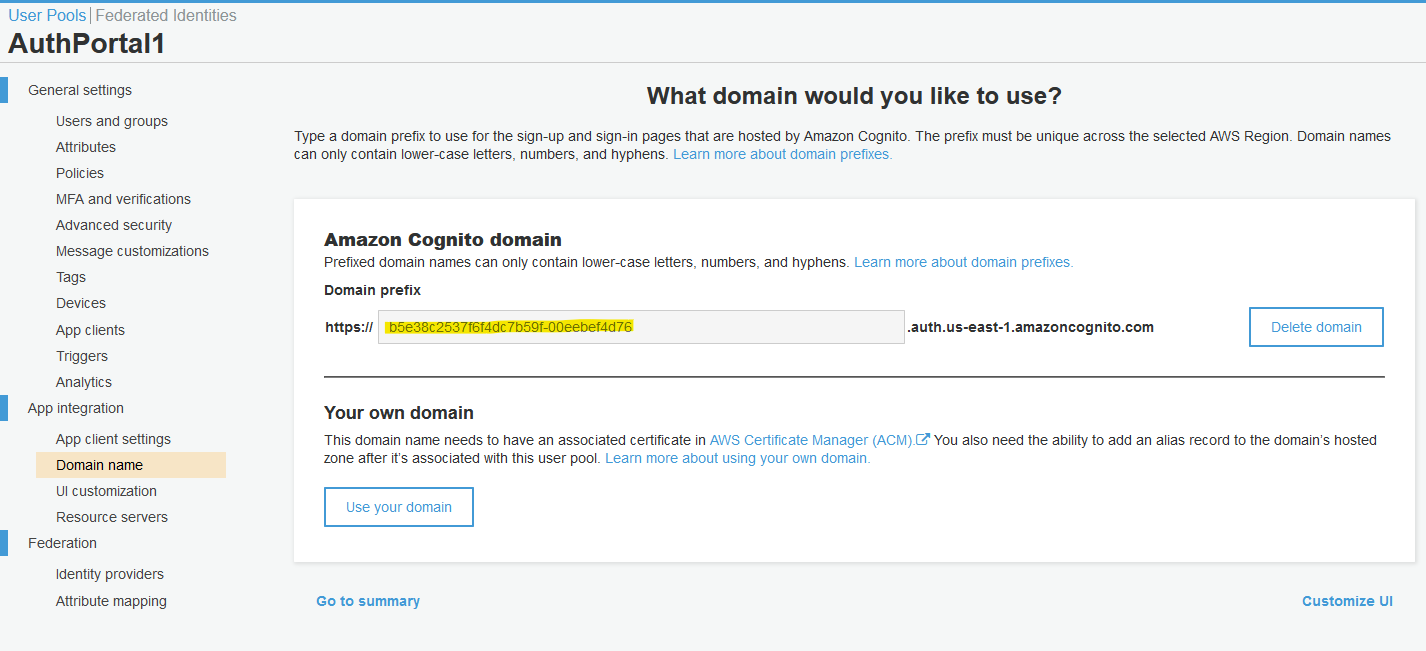 User Pools | Federated Identities
AuthPortal1
General settings
Users and groups
Attributes
Policies
MFA and verifications
Advanced security
Message customizations
Tags
Devices
App clients
Triggers
Analytics
App integration
App client settings
Domain name
UI customization
Resource servers
Federation
Identity providers
Attribute mapping
What domain would you like to use?
Type a domain prefix to use for the sign-up and sign-in pages that are hosted by Amazon Cognito. The prefix must be unique across the selected AWS Region. Domain names
can only contain lower-case letters, numbers, and hyphens. Learn more about domain prefixes.
Amazon Cognito domain
Prefixed domain names can only contain lower-case letters, numbers, and hyphens. Learn more about domain prefixes.
Domain prefix
https:// b5e38c2537f6f4dc7b59f-00eebef4d76 .auth.us-east-1.amazoncognito.com Delete domain
Your own domain
This domain name needs to have an associated certificate in AWS Certificate Manager (ACM). You also need the ability to add an alias record to the domain's hosted
zone after it's associated with this user pool. Learn more about using your own domain.
Use your domain
Go to summary Customize UI